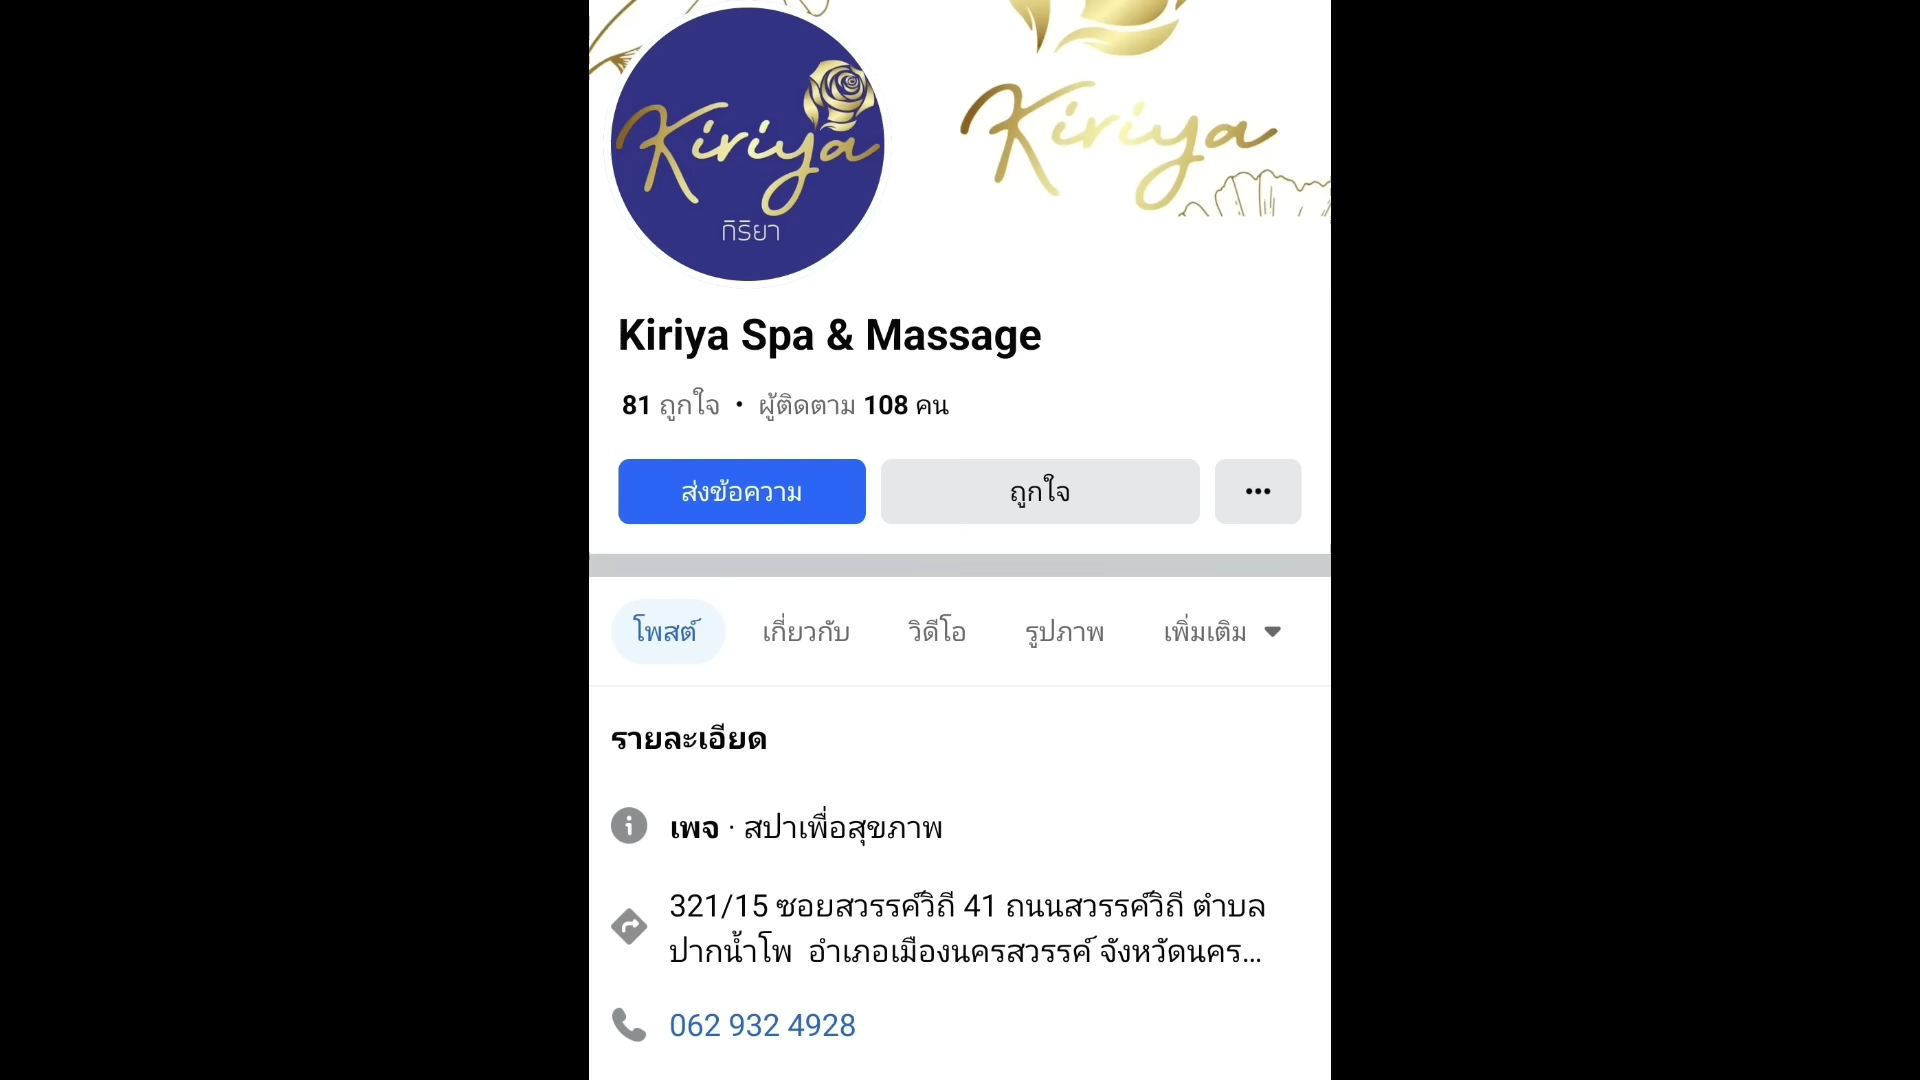 Kiriya
กิริยา
Kiriya
Kiriya Spa & Massage
81 ถูกใจ • ผู้ติดตาม 108 คน
ส่งข้อความ
ถูกใจ
...
โพสต์ เกี่ยวกับ วิดีโอ รูปภาพ เพิ่มเติม
รายละเอียด
เพจ · สปาเพื่อสุขภาพ
321/15 ซอยสวรรค์วิถี 41 ถนนสวรรค์วิถี ตำบล
ปากน้ำโพ อำเภอเมืองนครสวรรค์ จังหวัดนคร...
062 932 4928